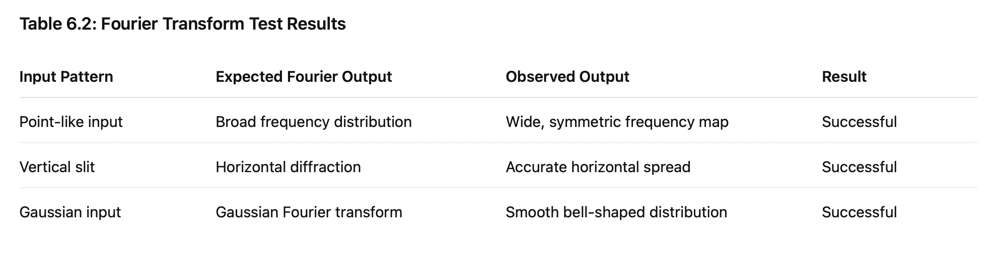 Table 6.2: Fourier Transform Test Results
Input Pattern Expected Fourier Output Observed Output Result
Point-like input Broad frequency distribution Wide, symmetric frequency map Successful
Vertical slit Horizontal diffraction Accurate horizontal spread Successful
Gaussian input Gaussian Fourier transform Smooth bell-shaped distribution Successful